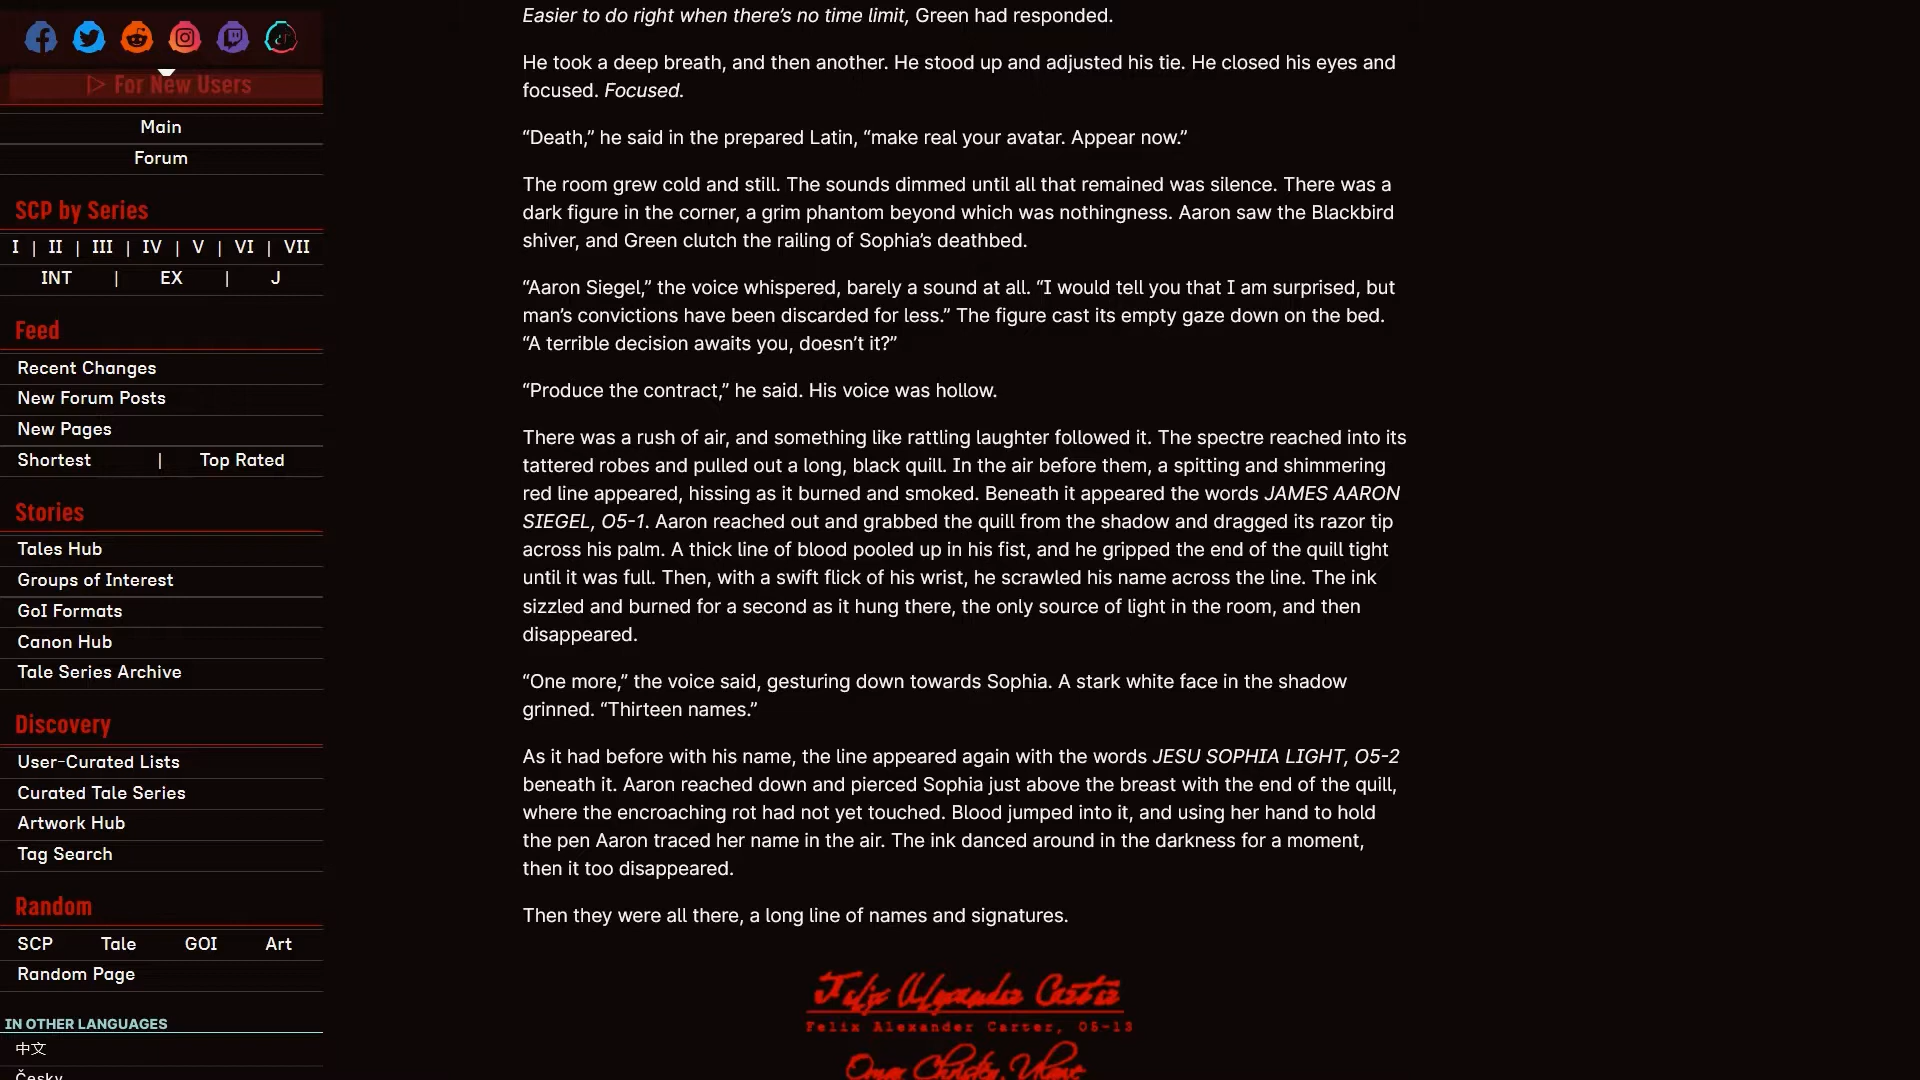 ▷ For New Users
Main
Forum
SCP by Series
I | II | III | IV | V | VI | VII
INT | EX | J
Feed
Recent Changes
New Forum Posts
New Pages
Shortest | Top Rated
Stories
Tales Hub
Groups of Interest
GoI Formats
Canon Hub
Tale Series Archive
Discovery
User-Curated Lists
Curated Tale Series
Artwork Hub
Tag Search
Random
SCP Tale GOI Art
Random Page
IN OTHER LANGUAGES
中文
Česky
Easier to do right when there’s no time limit, Green had responded.
He took a deep breath, and then another. He stood up and adjusted his tie. He closed his eyes and
focused. Focused.
“Death,” he said in the prepared Latin, “make real your avatar. Appear now.”
The room grew cold and still. The sounds dimmed until all that remained was silence. There was a
dark figure in the corner, a grim phantom beyond which was nothingness. Aaron saw the Blackbird
shiver, and Green clutch the railing of Sophia’s deathbed.
“Aaron Siegel,” the voice whispered, barely a sound at all. “I would tell you that I am surprised, but
man’s convictions have been discarded for less.” The figure cast its empty gaze down on the bed.
“A terrible decision awaits you, doesn’t it?”
“Produce the contract,” he said. His voice was hollow.
There was a rush of air, and something like rattling laughter followed it. The spectre reached into its
tattered robes and pulled out a long, black quill. In the air before them, a spitting and shimmering
red line appeared, hissing as it burned and smoked. Beneath it appeared the words JAMES AARON
SIEGEL, O5-1. Aaron reached out and grabbed the quill from the shadow and dragged its razor tip
across his palm. A thick line of blood pooled up in his fist, and he gripped the end of the quill tight
until it was full. Then, with a swift flick of his wrist, he scrawled his name across the line. The ink
sizzled and burned for a second as it hung there, the only source of light in the room, and then
disappeared.
“One more,” the voice said, gesturing down towards Sophia. A stark white face in the shadow
grinned. “Thirteen names.”
As it had before with his name, the line appeared again with the words JESU SOPHIA LIGHT, O5-2
beneath it. Aaron reached down and pierced Sophia just above the breast with the end of the quill,
where the encroaching rot had not yet touched. Blood jumped into it, and using her hand to hold
the pen Aaron traced her name in the air. The ink danced around in the darkness for a moment,
then it too disappeared.
Then they were all there, a long line of names and signatures.
Felix Alexander Carter
Felix Alexander Carter, O5-13